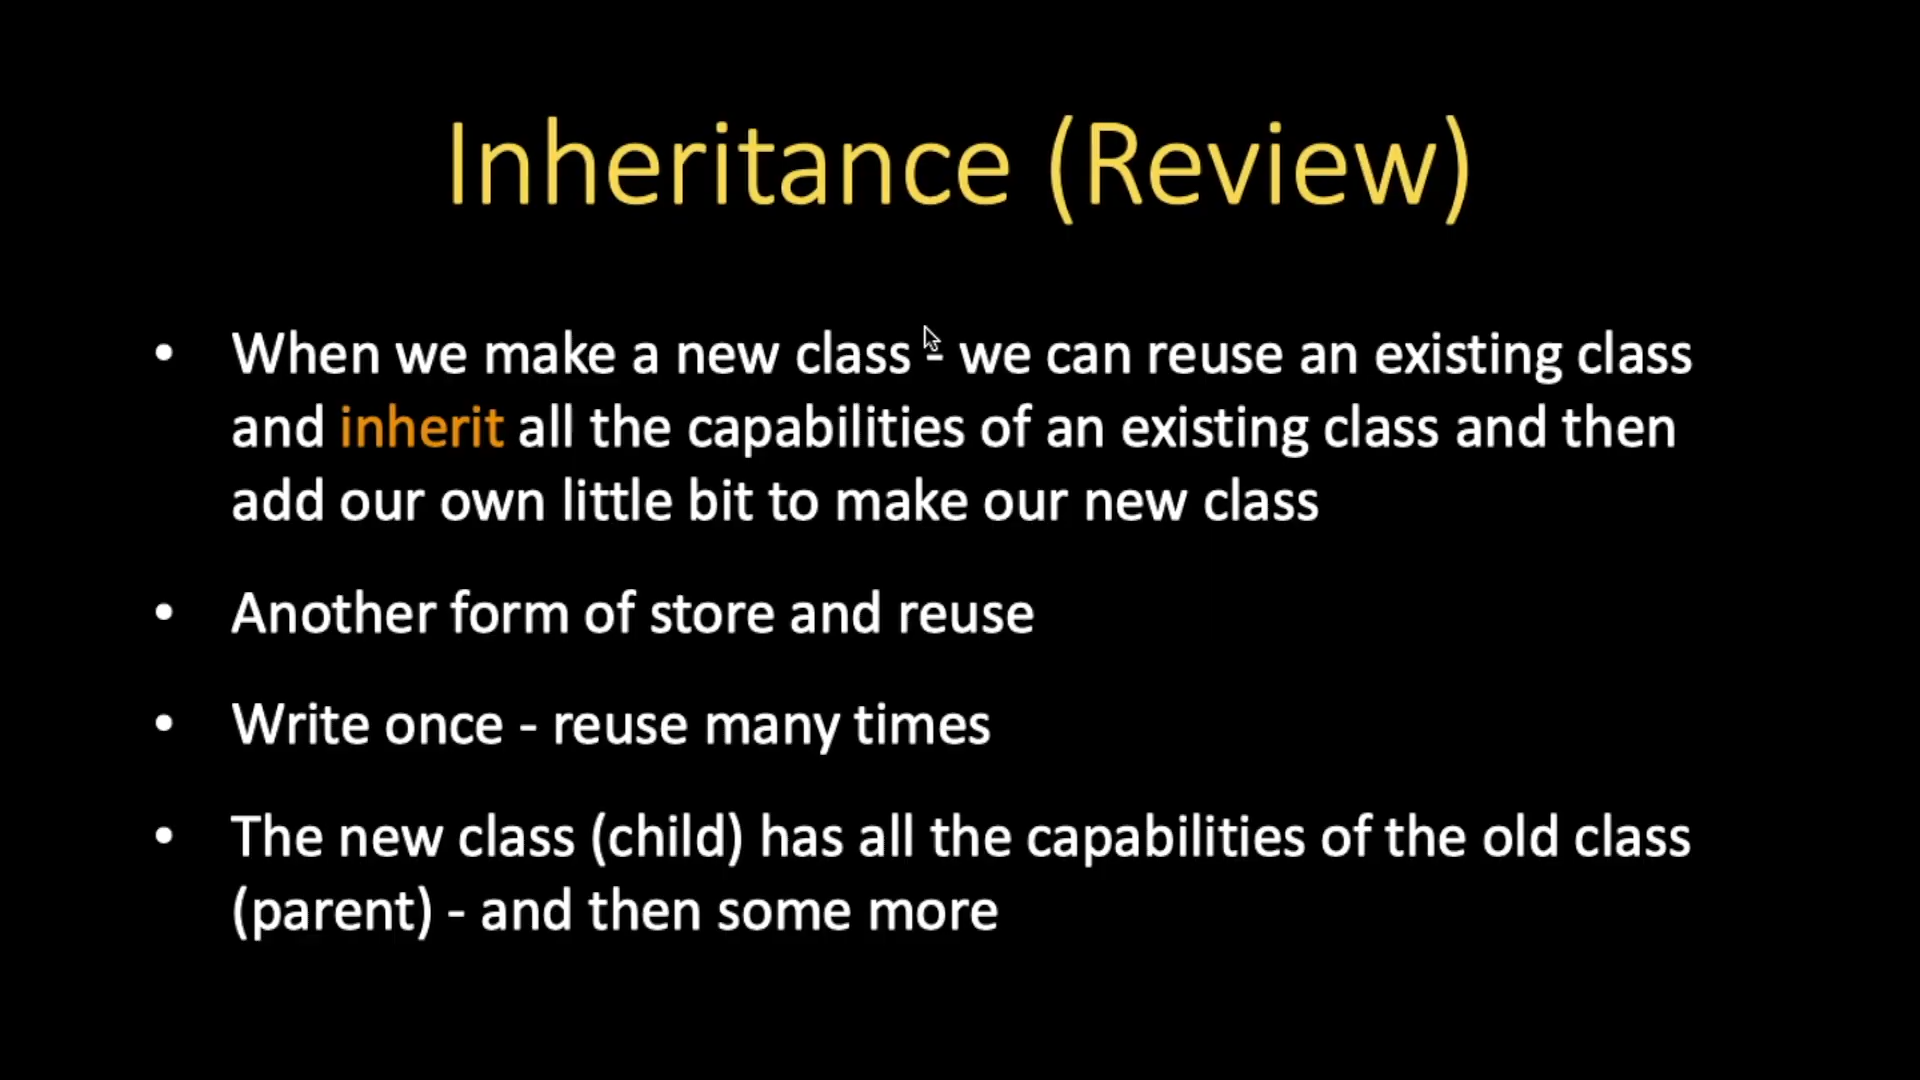 Inheritance (Review)
• When we make a new class - we can reuse an existing class
and inherit all the capabilities of an existing class and then
add our own little bit to make our new class
• Another form of store and reuse
• Write once - reuse many times
• The new class (child) has all the capabilities of the old class
(parent) - and then some more